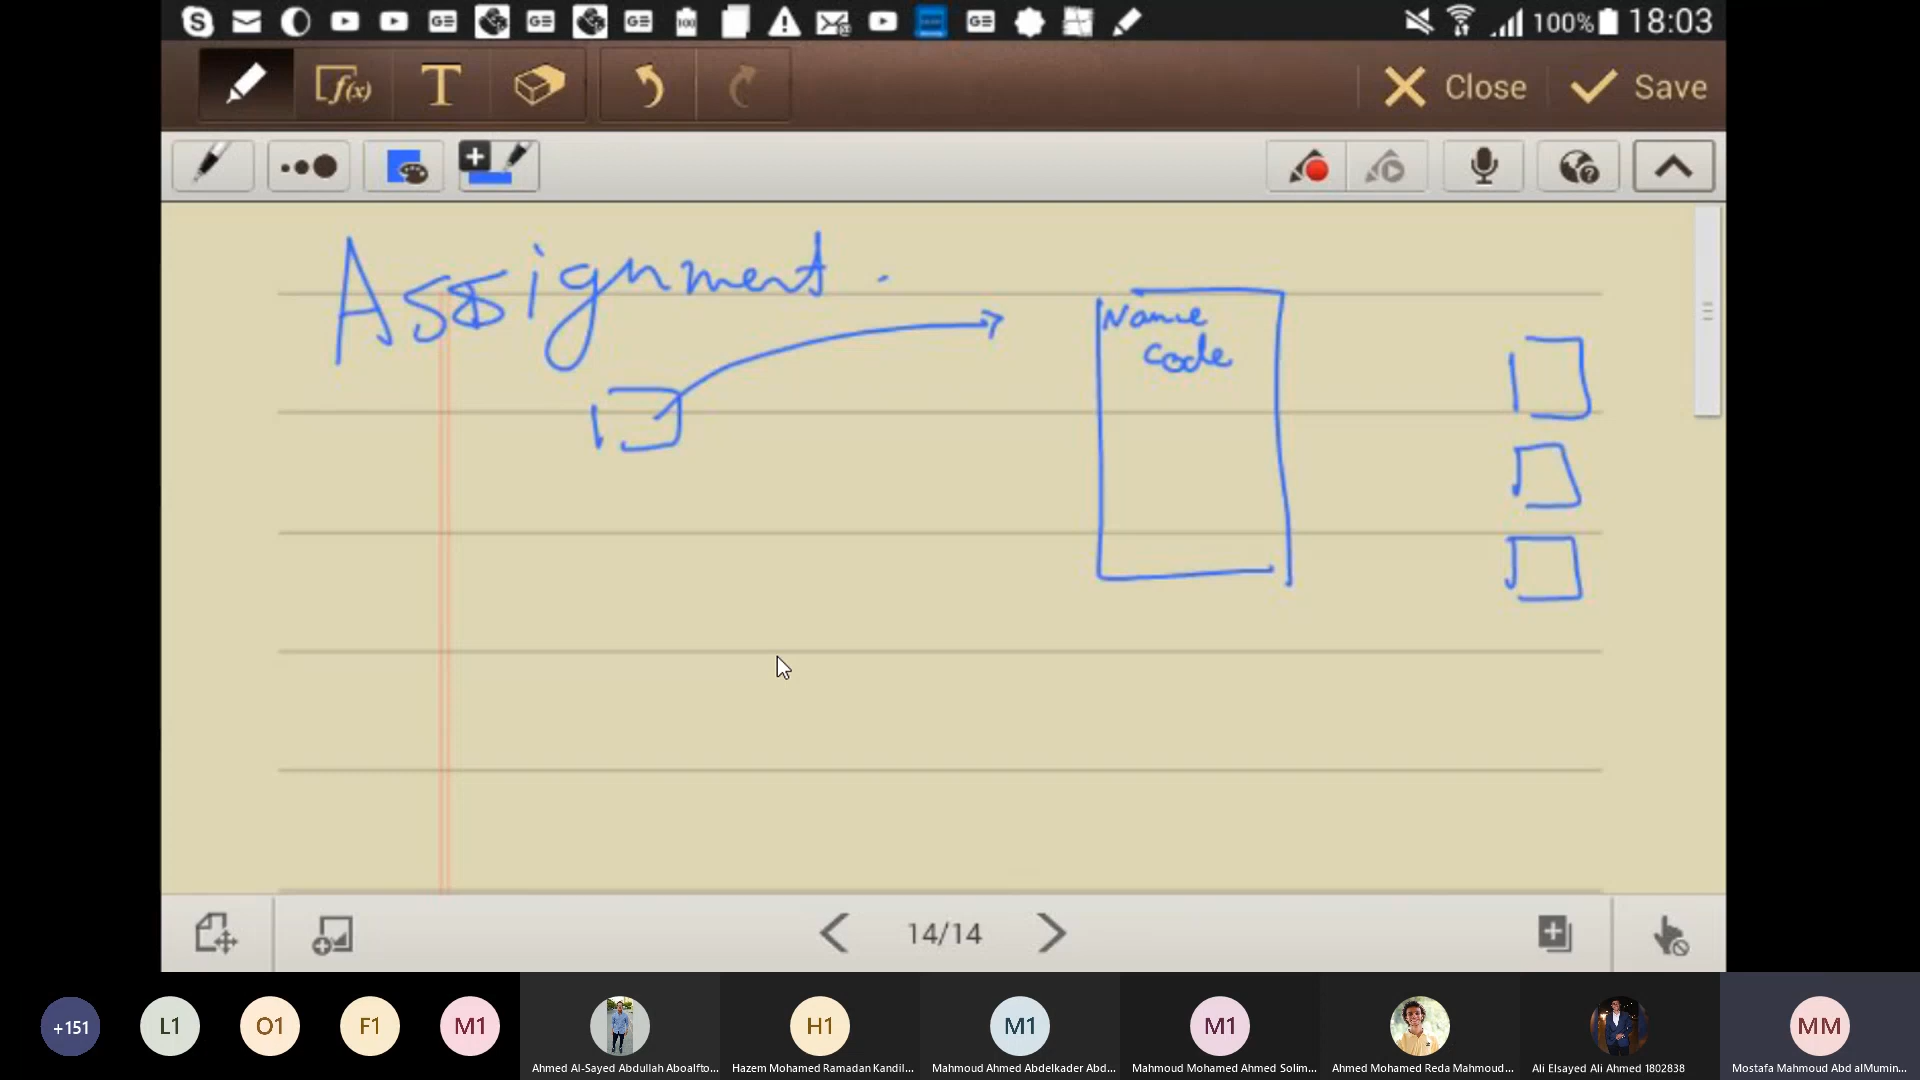 100% 18:03
f(x) T Close Save
Assignment.
Name
code
14/14
+151 L1 O1 F1 M1 H1 M1 M1 MM
Ahmed Al-Sayed Abdullah Aboalfto... Hazem Mohamed Ramadan Kandil... Mahmoud Ahmed Abdelkader Abd... Mahmoud Mohamed Ahmed Solim... Ahmed Mohamed Reda Mahmoud... Ali Elsayed Ali Ahmed 1802838 Mostafa Mahmoud Abd alMumin...